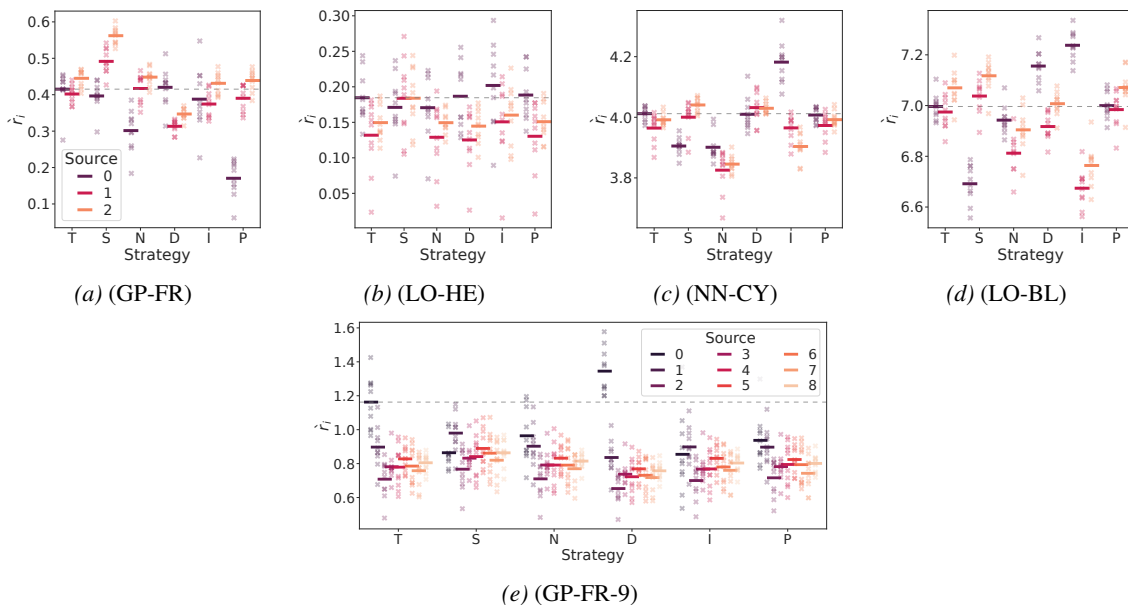 0.6
0.5
0.4
0.3
0.2
0.1
r̀ᵢ
Source
0
1
2
T S N D I P
Strategy
(a) (GP-FR)
0.30
0.25
0.20
0.15
0.10
0.05
r̀ᵢ
T S N D I P
Strategy
(b) (LO-HE)
4.2
4.0
3.8
r̀ᵢ
T S N D I P
Strategy
(c) (NN-CY)
7.2
7.0
6.8
6.6
r̀ᵢ
T S N D I P
Strategy
(d) (LO-BL)
1.6
1.4
1.2
1.0
0.8
0.6
r̀ᵢ
Source
0 3 6
1 4 7
2 5 8
T S N D I P
Strategy
(e) (GP-FR-9)